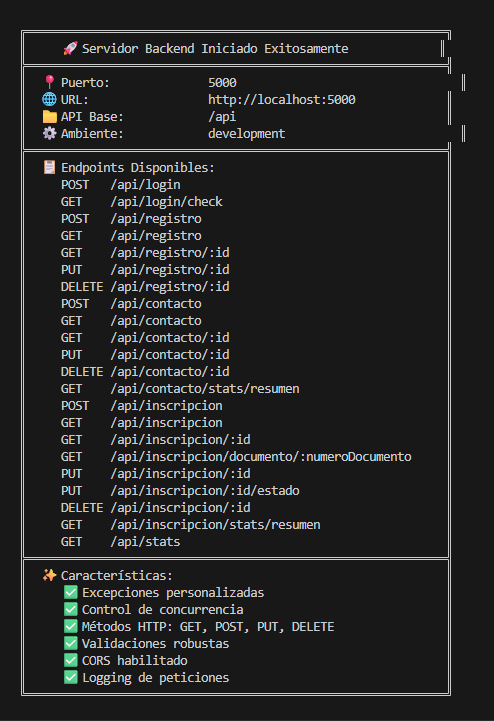 🚀 Servidor Backend Iniciado Exitosamente
📍 Puerto: 5000
🌐 URL: http://localhost:5000
📁 API Base: /api
⚙️ Ambiente: development
📋 Endpoints Disponibles:
POST /api/login
GET /api/login/check
POST /api/registro
GET /api/registro
GET /api/registro/:id
PUT /api/registro/:id
DELETE /api/registro/:id
POST /api/contacto
GET /api/contacto
GET /api/contacto/:id
PUT /api/contacto/:id
DELETE /api/contacto/:id
GET /api/contacto/stats/resumen
POST /api/inscripcion
GET /api/inscripcion
GET /api/inscripcion/:id
GET /api/inscripcion/documento/:numeroDocumento
PUT /api/inscripcion/:id
PUT /api/inscripcion/:id/estado
DELETE /api/inscripcion/:id
GET /api/inscripcion/stats/resumen
GET /api/stats
✨ Características:
✅ Excepciones personalizadas
✅ Control de concurrencia
✅ Métodos HTTP: GET, POST, PUT, DELETE
✅ Validaciones robustas
✅ CORS habilitado
✅ Logging de peticiones